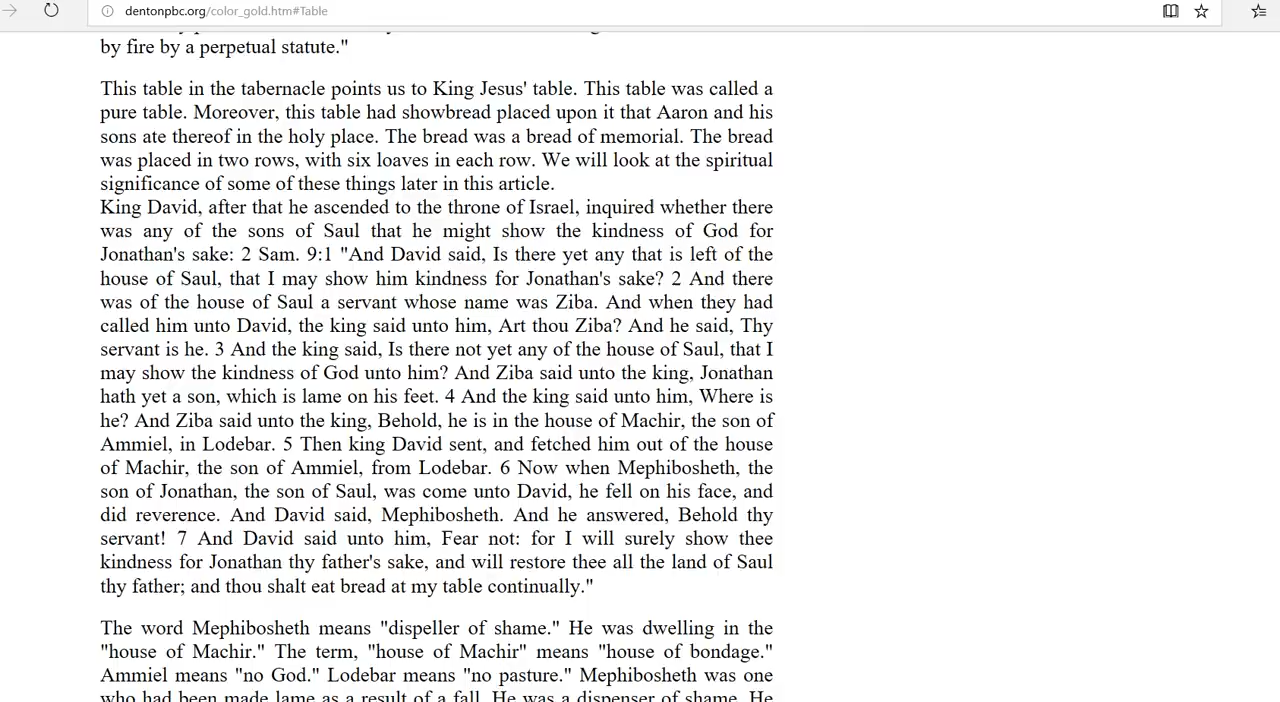 dentonpbc.org/color_gold.htm#Table
by fire by a perpetual statute."
This table in the tabernacle points us to King Jesus' table. This table was called a
pure table. Moreover, this table had showbread placed upon it that Aaron and his
sons ate thereof in the holy place. The bread was a bread of memorial. The bread
was placed in two rows, with six loaves in each row. We will look at the spiritual
significance of some of these things later in this article.
King David, after that he ascended to the throne of Israel, inquired whether there
was any of the sons of Saul that he might show the kindness of God for
Jonathan's sake: 2 Sam. 9:1 "And David said, Is there yet any that is left of the
house of Saul, that I may show him kindness for Jonathan's sake? 2 And there
was of the house of Saul a servant whose name was Ziba. And when they had
called him unto David, the king said unto him, Art thou Ziba? And he said, Thy
servant is he. 3 And the king said, Is there not yet any of the house of Saul, that I
may show the kindness of God unto him? And Ziba said unto the king, Jonathan
hath yet a son, which is lame on his feet. 4 And the king said unto him, Where is
he? And Ziba said unto the king, Behold, he is in the house of Machir, the son of
Ammiel, in Lodebar. 5 Then king David sent, and fetched him out of the house
of Machir, the son of Ammiel, from Lodebar. 6 Now when Mephibosheth, the
son of Jonathan, the son of Saul, was come unto David, he fell on his face, and
did reverence. And David said, Mephibosheth. And he answered, Behold thy
servant! 7 And David said unto him, Fear not: for I will surely show thee
kindness for Jonathan thy father's sake, and will restore thee all the land of Saul
thy father; and thou shalt eat bread at my table continually."
The word Mephibosheth means "dispeller of shame." He was dwelling in the
"house of Machir." The term, "house of Machir" means "house of bondage."
Ammiel means "no God." Lodebar means "no pasture." Mephibosheth was one
who had been made lame as a result of a fall. He was a dispenser of shame. He